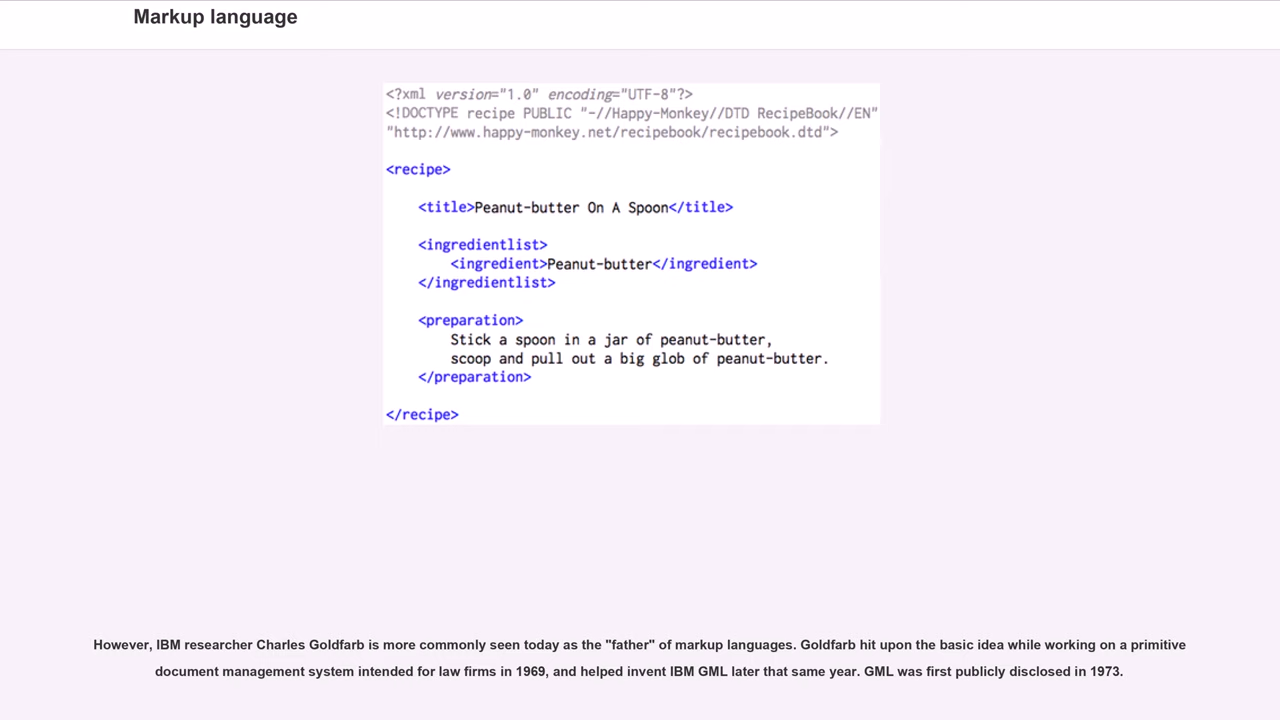 Markup language
<?xml version="1.0" encoding="UTF-8"?>
<!DOCTYPE recipe PUBLIC "-//Happy-Monkey//DTD RecipeBook//EN"
"http://www.happy-monkey.net/recipebook/recipebook.dtd">
<recipe>
<title>Peanut-butter On A Spoon</title>
<ingredientlist>
<ingredient>Peanut-butter</ingredient>
</ingredientlist>
<preparation>
Stick a spoon in a jar of peanut-butter,
scoop and pull out a big glob of peanut-butter.
</preparation>
</recipe>
However, IBM researcher Charles Goldfarb is more commonly seen today as the "father" of markup languages. Goldfarb hit upon the basic idea while working on a primitive
document management system intended for law firms in 1969, and helped invent IBM GML later that same year. GML was first publicly disclosed in 1973.